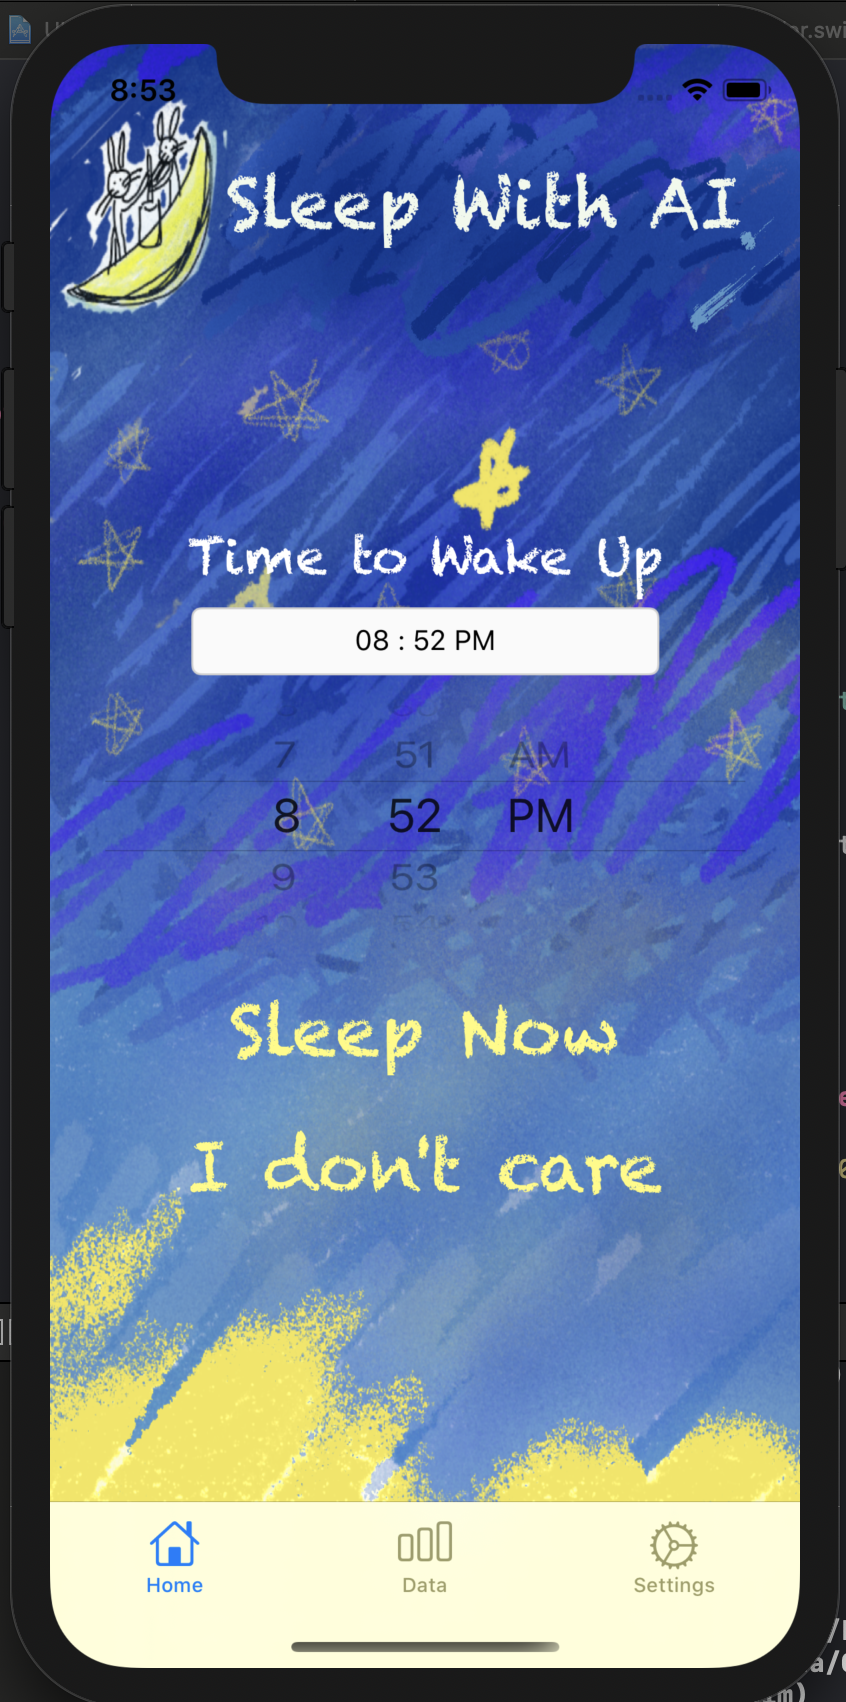 8:53
Sleep With AI
Time to Wake Up
08 : 52 PM
7 51 AM
8 52 PM
9 53
Sleep Now
I don't care
Home Data Settings